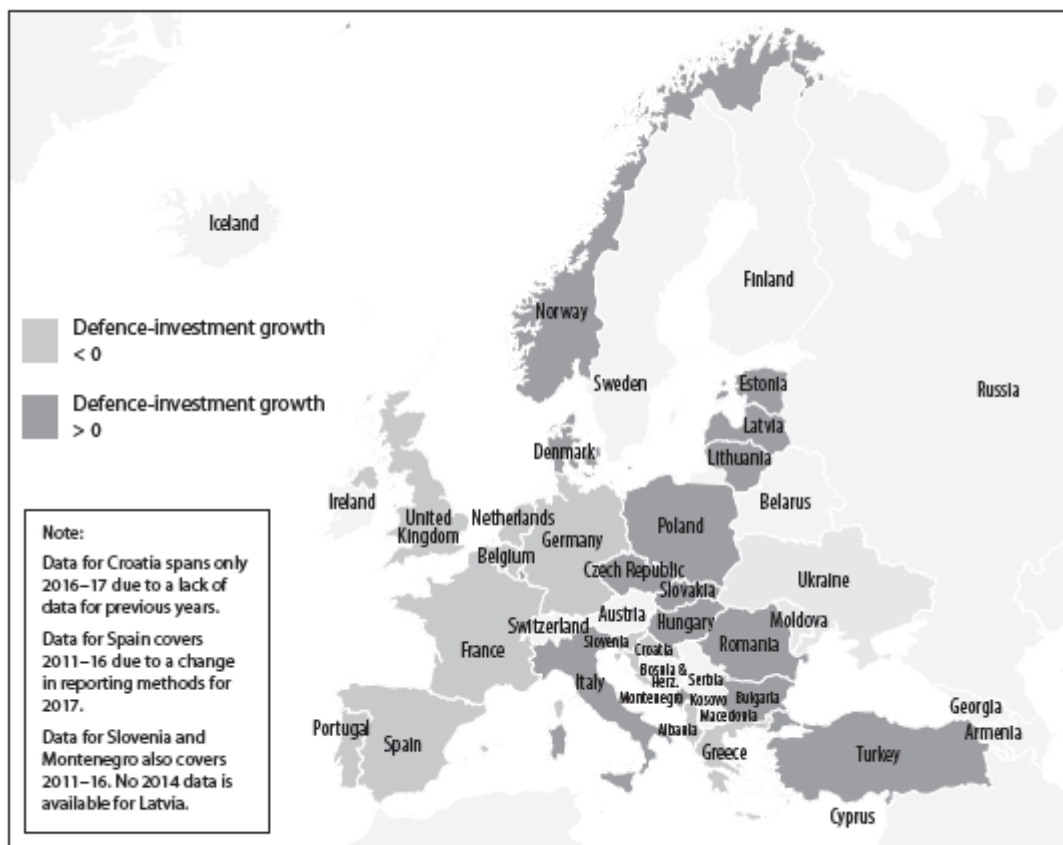 Iceland
Finland
Norway
Sweden
Estonia
Russia
Latvia
Lithuania
Denmark
Belarus
Ireland
United
Kingdom
Netherlands
Germany
Poland
Belgium
Czech Republic
Slovakia
Ukraine
Austria
Hungary
Moldova
Switzerland
Slovenia
Romania
France
Croatia
Bosnia &
Herz.
Serbia
Italy
Montenegro
Kosovo
Bulgaria
Macedonia
Albania
Georgia
Armenia
Portugal
Spain
Greece
Turkey
Cyprus
Defence-investment growth
< 0
Defence-investment growth
> 0
Note:
Data for Croatia spans only
2016–17 due to a lack of
data for previous years.
Data for Spain covers
2011–16 due to a change
in reporting methods for
2017.
Data for Slovenia and
Montenegro also covers
2011–16. No 2014 data is
available for Latvia.